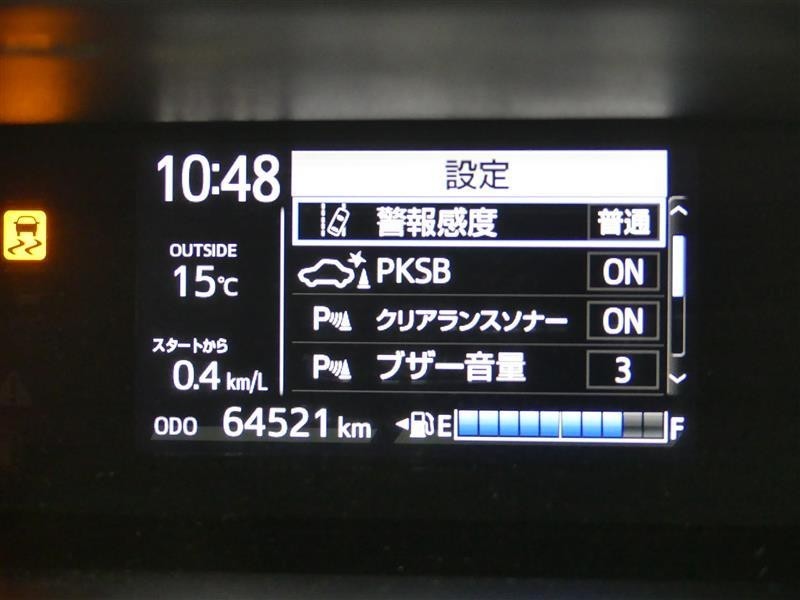 10:48
設定
警報感度 普通
OUTSIDE
15℃
PKSB ON
クリアランスソナー ON
スタートから
0.4 km/L
ブザー音量 3
ODO 64521 km E F